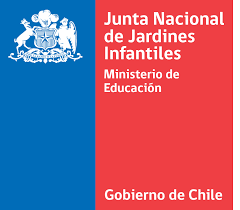 Junta Nacional
de Jardines
Infantiles
Ministerio de
Educación
Gobierno de Chile